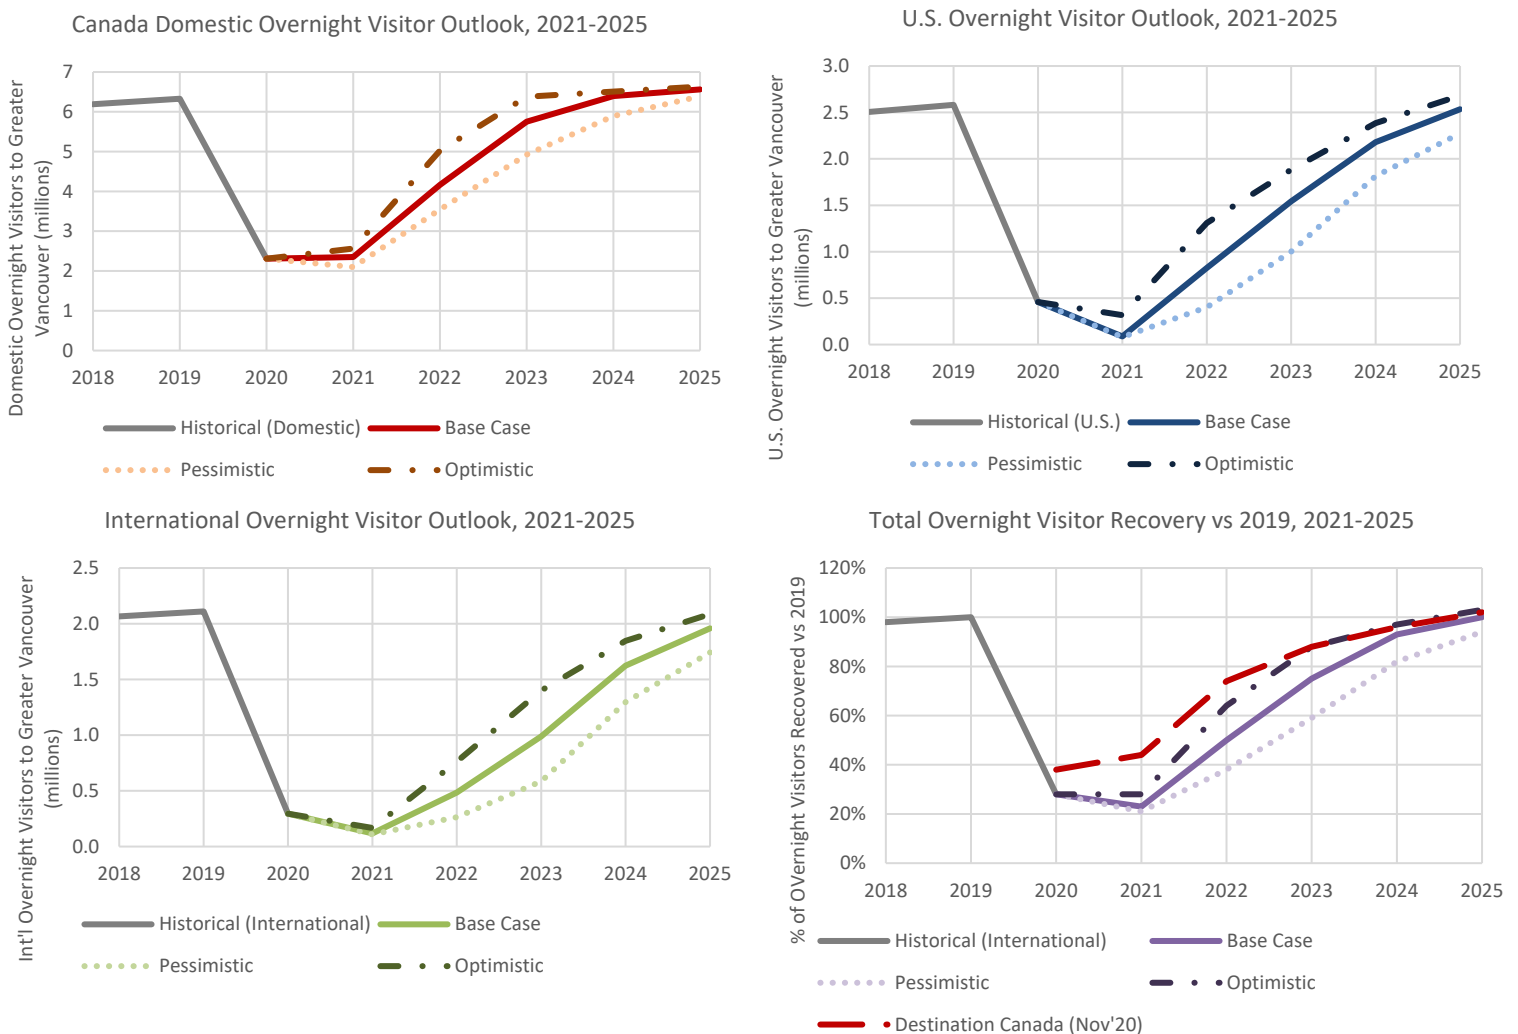 Canada Domestic Overnight Visitor Outlook, 2021-2025
Domestic Overnight Visitors to Greater
Vancouver (millions)
7
6
5
4
3
2
1
0
2018 2019 2020 2021 2022 2023 2024 2025
Historical (Domestic) Base Case
Pessimistic Optimistic
U.S. Overnight Visitor Outlook, 2021-2025
U.S. Overnight Visitors to Greater Vancouver
(millions)
3.0
2.5
2.0
1.5
1.0
0.5
0.0
2018 2019 2020 2021 2022 2023 2024 2025
Historical (U.S.) Base Case
Pessimistic Optimistic
International Overnight Visitor Outlook, 2021-2025
Int'l Overnight Visitors to Greater Vancouver
(millions)
2.5
2.0
1.5
1.0
0.5
0.0
2018 2019 2020 2021 2022 2023 2024 2025
Historical (International) Base Case
Pessimistic Optimistic
Total Overnight Visitor Recovery vs 2019, 2021-2025
% of OVernight Visitors Recovered vs 2019
120%
100%
80%
60%
40%
20%
0%
2018 2019 2020 2021 2022 2023 2024 2025
Historical (International) Base Case
Pessimistic Optimistic
Destination Canada (Nov'20)